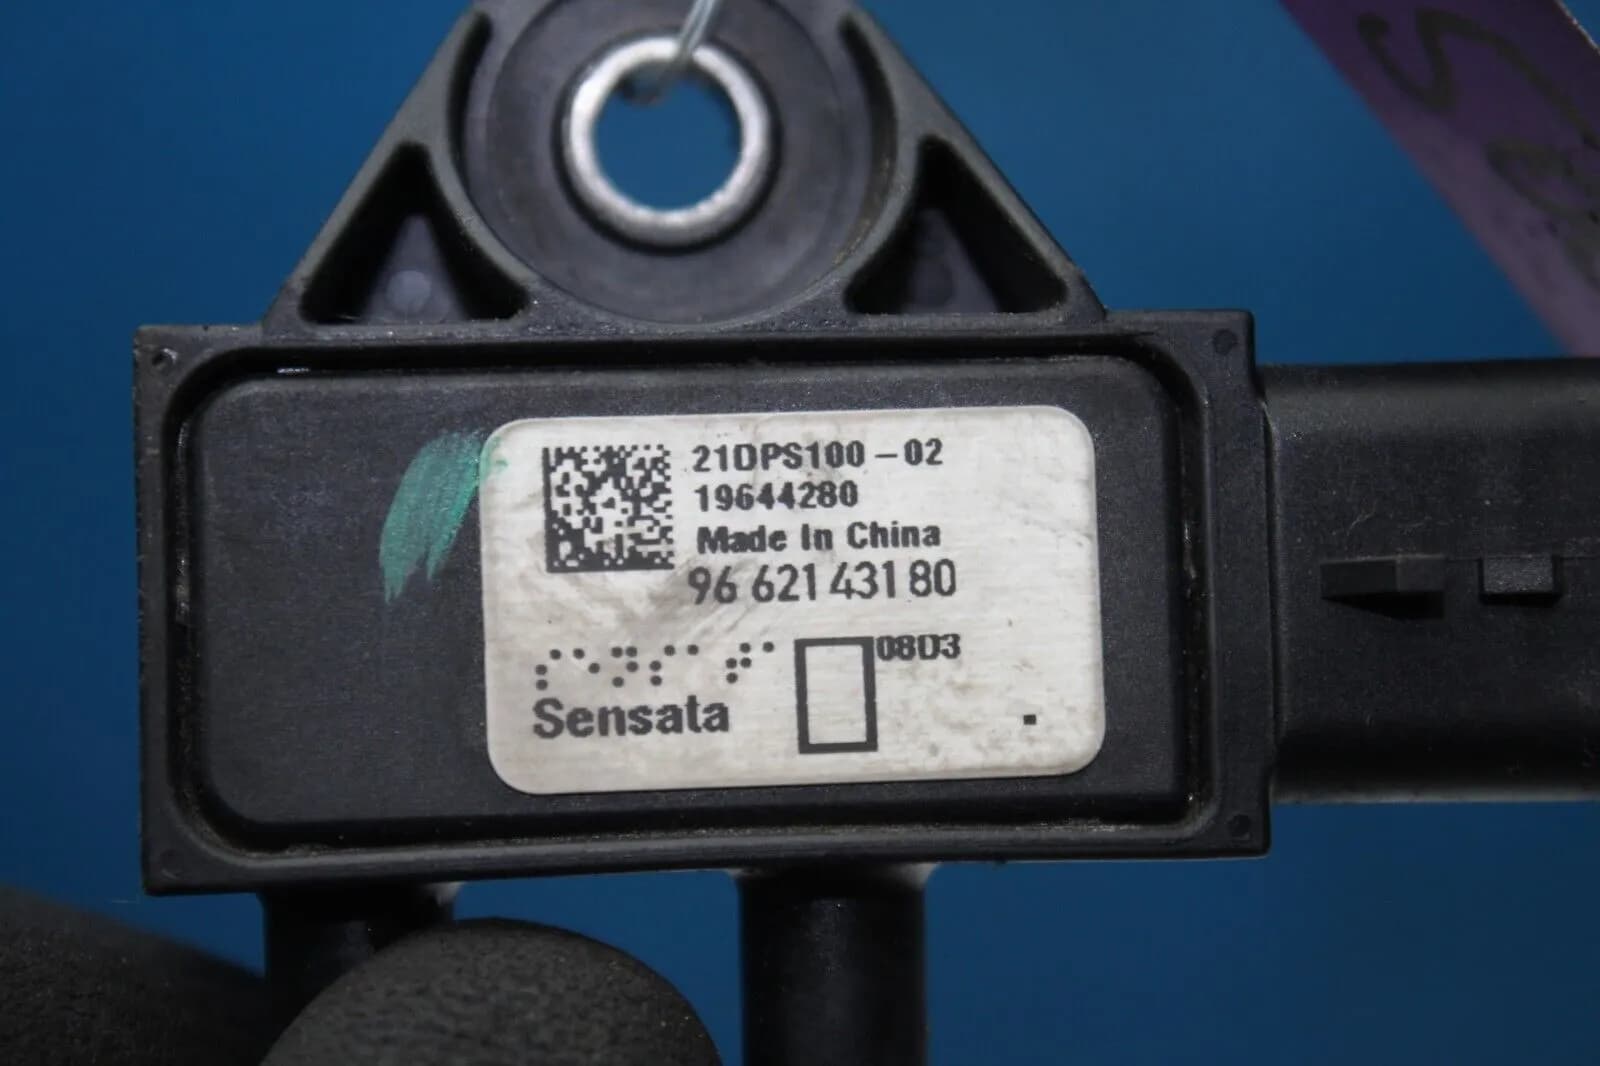 21DPS100-02
19644280
Made In China
96 621 431 80
08D3
Sensata